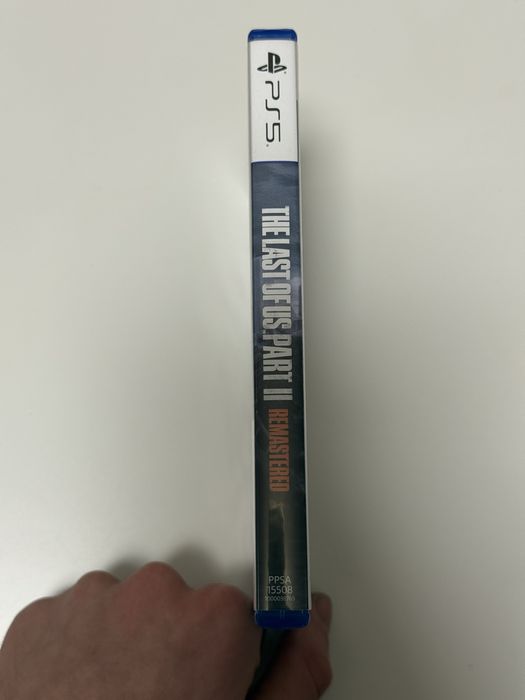 PS5
THE LAST OF US PART II
REMASTERED
PPSA
15508